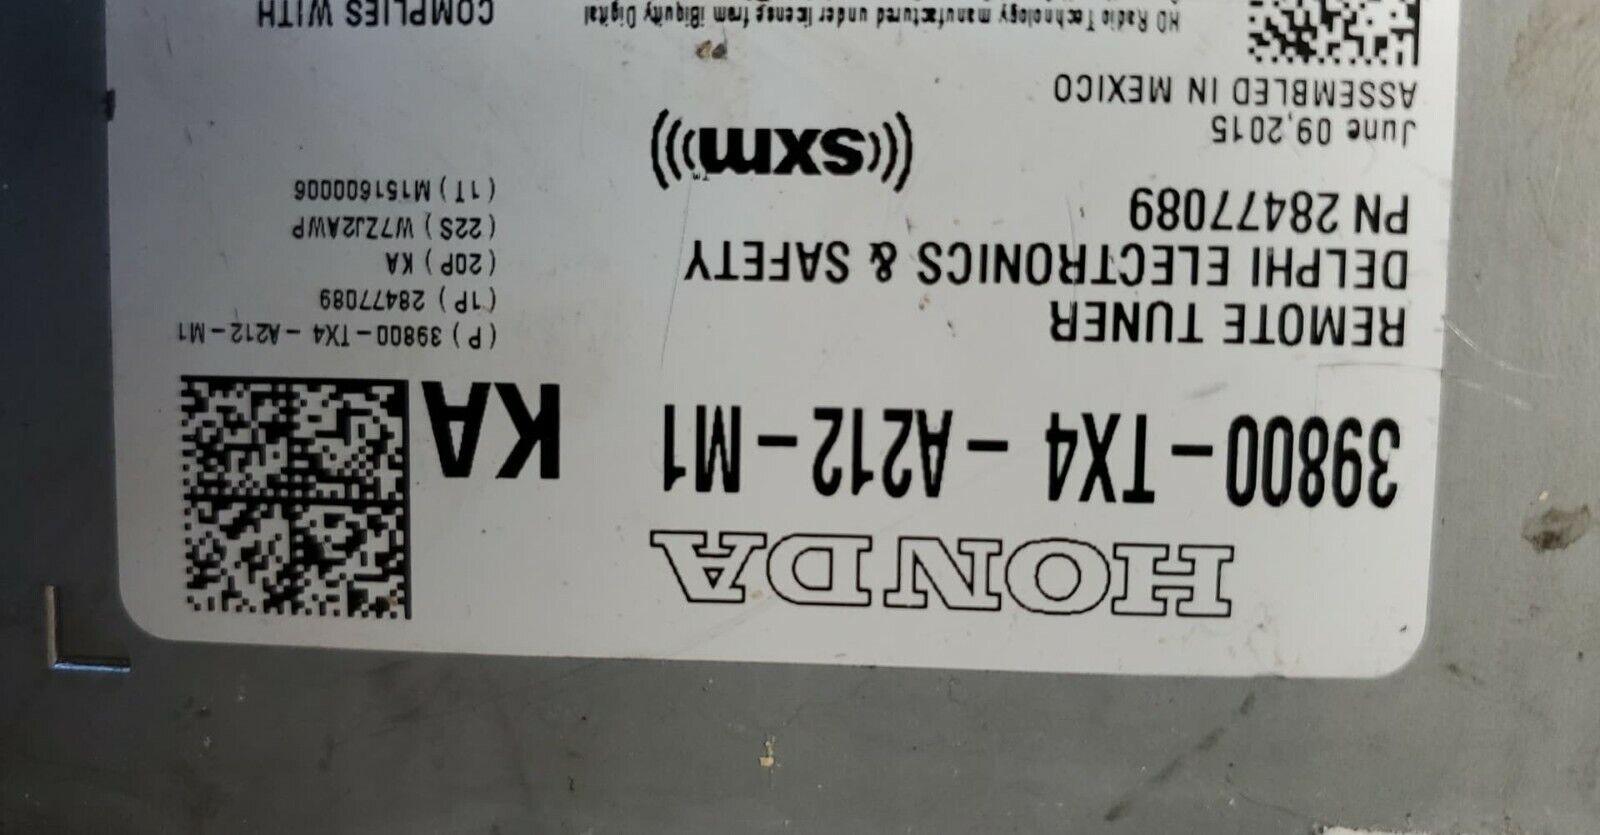 HONDA
39800-TX4-A212-M1
KA
REMOTE TUNER
DELPHI ELECTRONICS & SAFETY
PN 28477089
June 09,2015
ASSEMBLED IN MEXICO
(P) 39800-TX4-A212-M1
(1P) 28477089
(20P) KA
(22S) W7ZJ2AWP
(1T) M151600006
sxm™
HD Radio Technology manufactured under license from iBiquity Digital
COMPLIES WITH